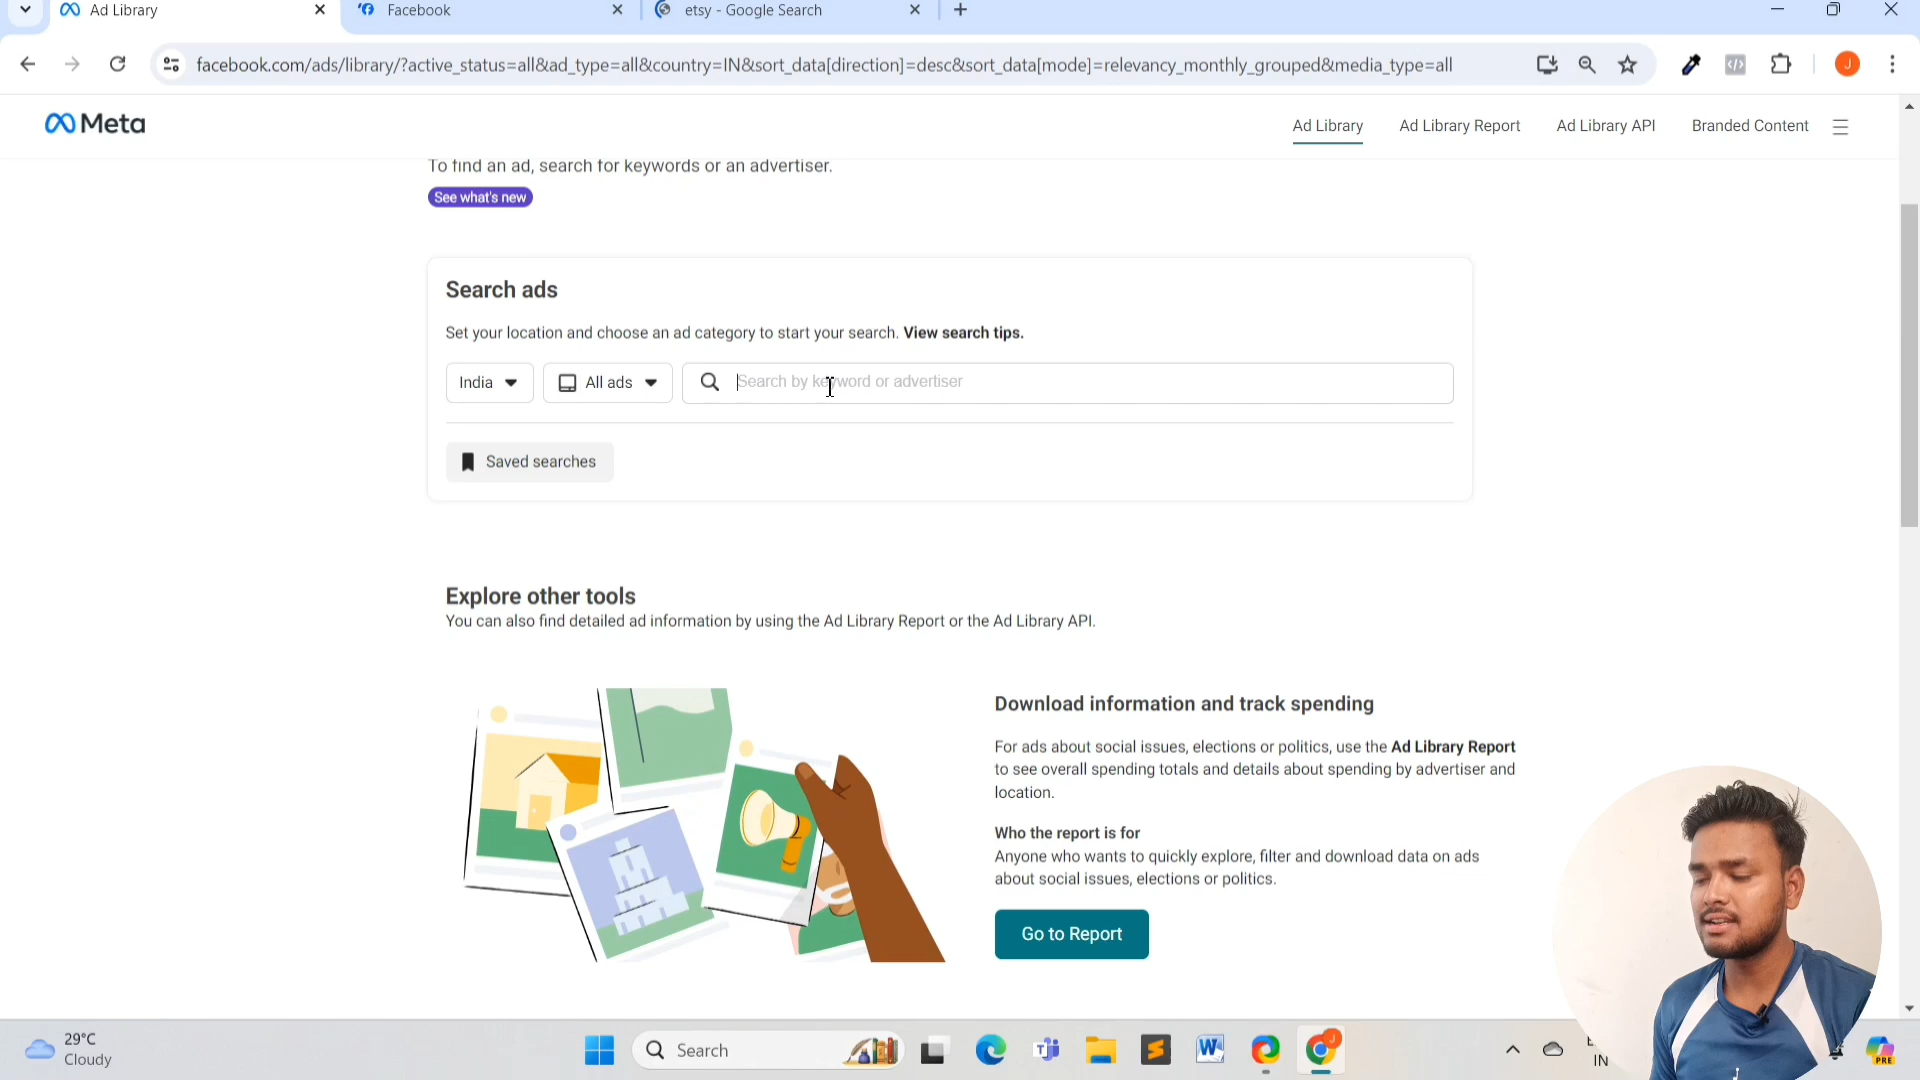 Ad Library
Facebook
etsy - Google Search
facebook.com/ads/library/?active_status=all&ad_type=all&country=IN&sort_data[direction]=desc&sort_data[mode]=relevancy_monthly_grouped&media_type=all
J
Meta
Ad Library
Ad Library Report
Ad Library API
Branded Content
To find an ad, search for keywords or an advertiser.
See what's new
Search ads
Set your location and choose an ad category to start your search. View search tips.
India
All ads
Search by keyword or advertiser
Saved searches
Explore other tools
You can also find detailed ad information by using the Ad Library Report or the Ad Library API.
Download information and track spending
For ads about social issues, elections or politics, use the Ad Library Report
to see overall spending totals and details about spending by advertiser and
location.
Who the report is for
Anyone who wants to quickly explore, filter and download data on ads
about social issues, elections or politics.
Go to Report
29°C
Cloudy
Search
J
IN
PRE